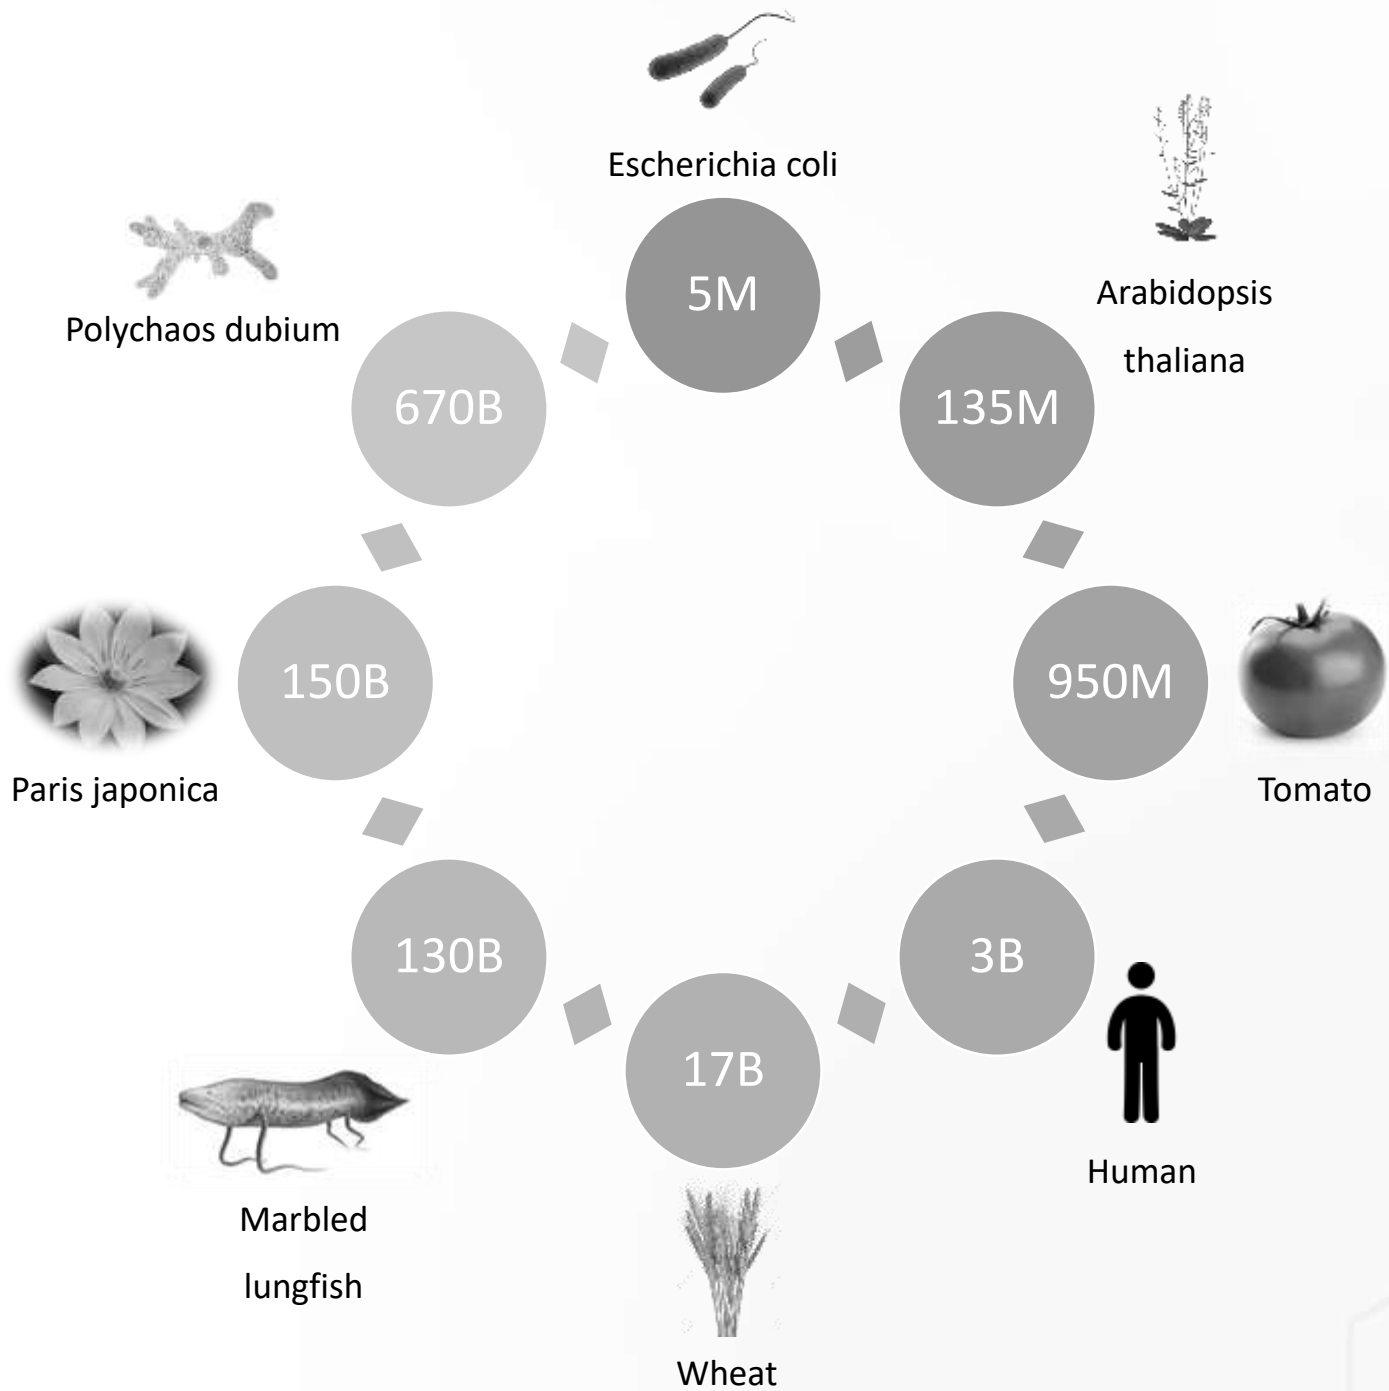 Escherichia coli
5M
Arabidopsis
thaliana
135M
950M
Tomato
3B
Human
17B
Wheat
130B
Marbled
lungfish
150B
Paris japonica
Polychaos dubium
670B